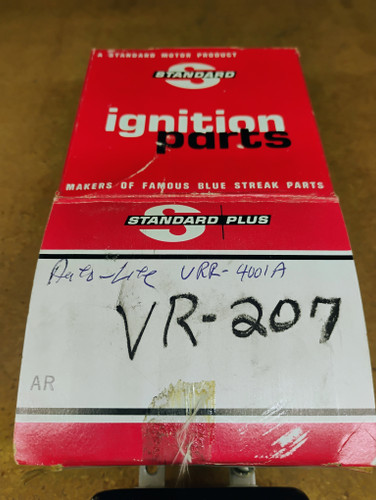 A STANDARD MOTOR PRODUCT
S
STANDARD
ignition
parts
MAKERS OF FAMOUS BLUE STREAK PARTS
S
STANDARD PLUS
Auto-Lite VRR-4001A
VR-207
AR